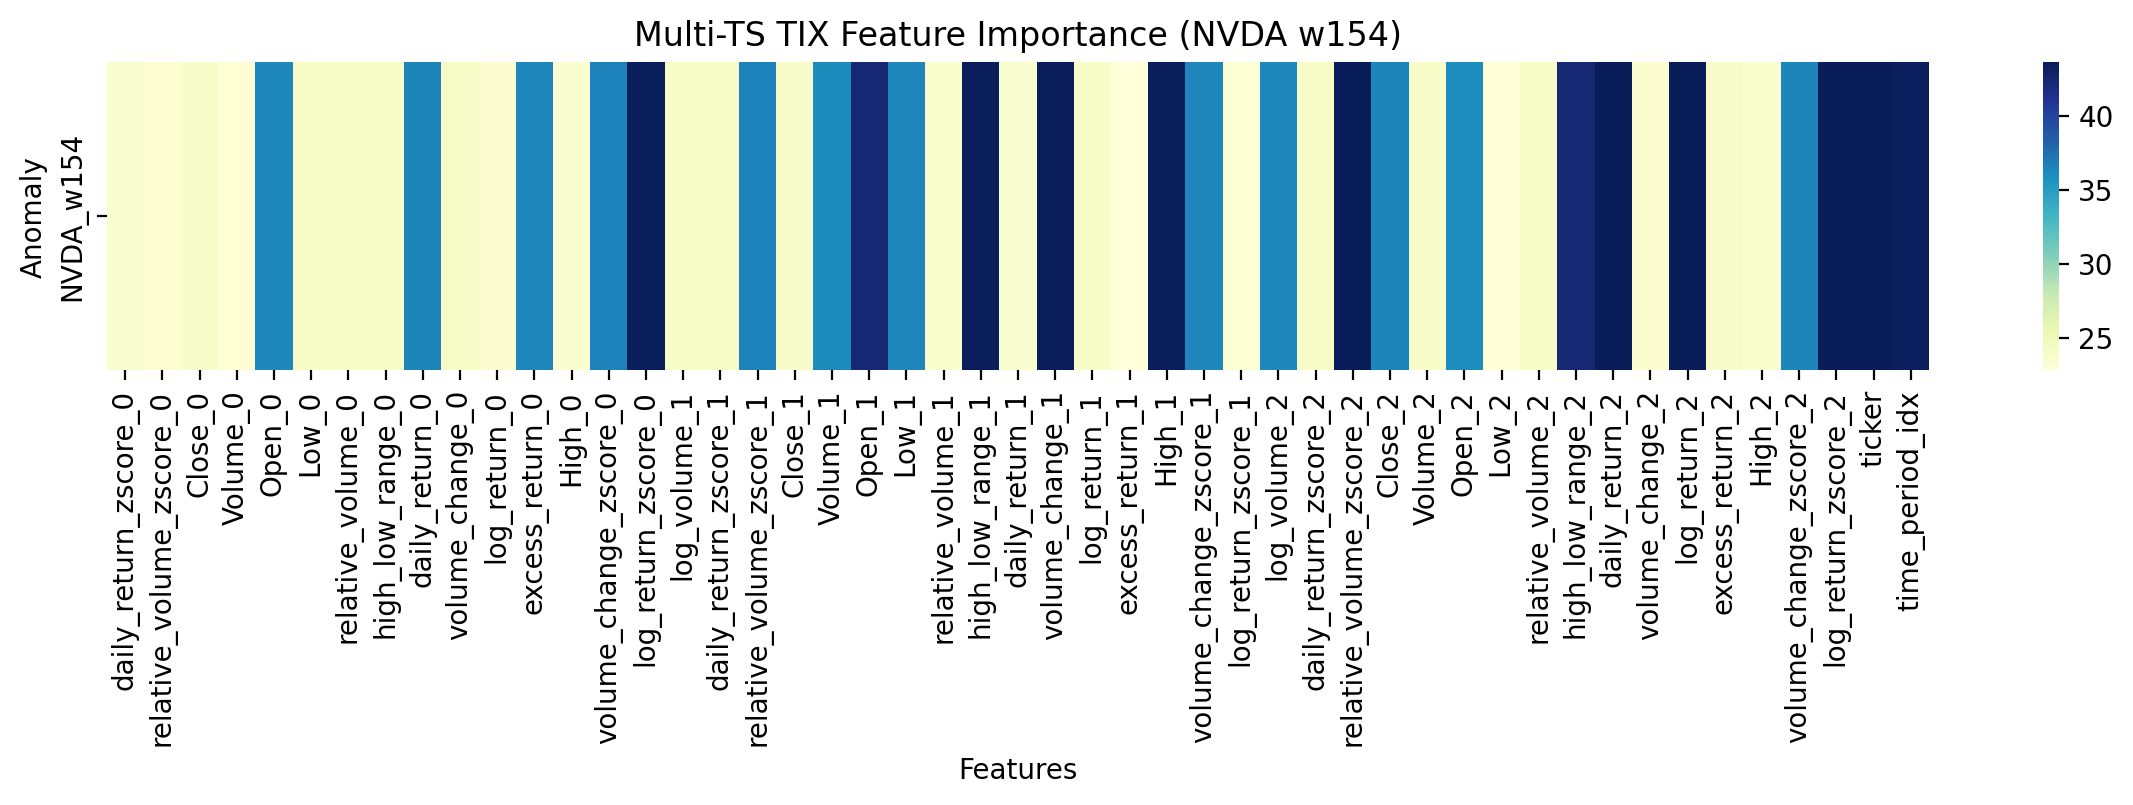 Multi-TS TIX Feature Importance (NVDA w154)
Anomaly
NVDA_w154
40
35
30
25
daily_return_zscore_0
relative_volume_zscore_0
Close_0
Volume_0
Open_0
Low_0
relative_volume_0
high_low_range_0
daily_return_0
volume_change_0
log_return_0
excess_return_0
High_0
volume_change_zscore_0
log_return_zscore_0
log_volume_1
daily_return_zscore_1
relative_volume_zscore_1
Close_1
Volume_1
Open_1
Low_1
relative_volume_1
high_low_range_1
daily_return_1
volume_change_1
log_return_1
excess_return_1
High_1
volume_change_zscore_1
log_return_zscore_1
log_volume_2
daily_return_zscore_2
relative_volume_zscore_2
Close_2
Volume_2
Open_2
Low_2
relative_volume_2
high_low_range_2
daily_return_2
volume_change_2
log_return_2
excess_return_2
High_2
volume_change_zscore_2
log_return_zscore_2
ticker
time_period_idx
Features